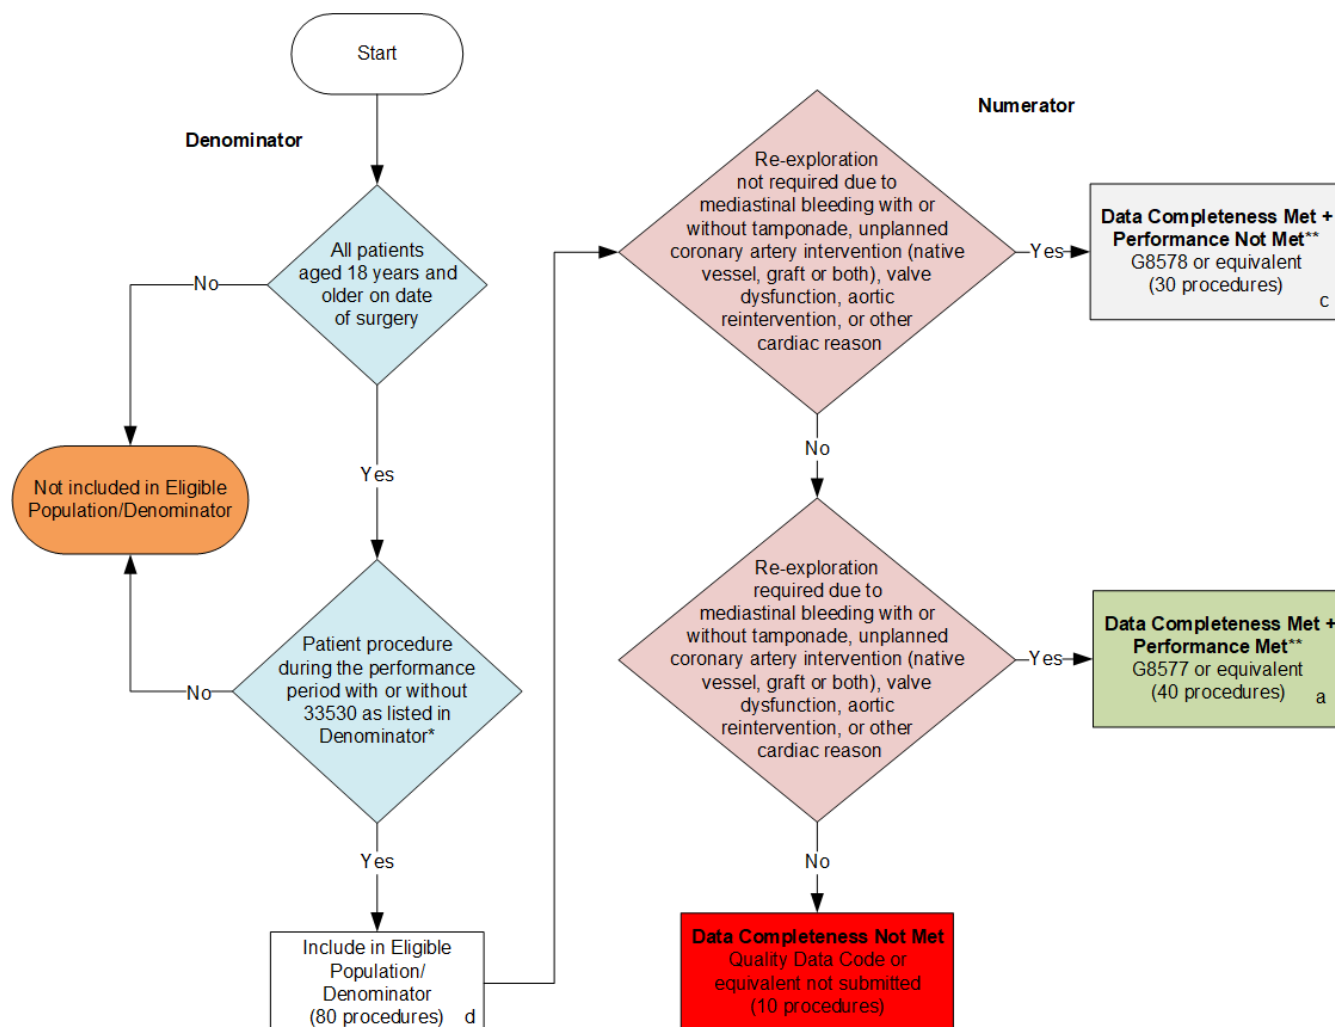 Start
Denominator
All patients
aged 18 years and
older on date
of surgery
No
Yes
Not included in Eligible
Population/Denominator
Patient procedure
during the performance
period with or without
33530 as listed in
Denominator*
No
Yes
Include in Eligible
Population/
Denominator
(80 procedures) d
Numerator
Re-exploration
not required due to
mediastinal bleeding with or
without tamponade, unplanned
coronary artery intervention (native
vessel, graft or both), valve
dysfunction, aortic
reintervention, or other
cardiac reason
Yes
Data Completeness Met +
Performance Not Met**
G8578 or equivalent
(30 procedures)
c
No
Re-exploration
required due to
mediastinal bleeding with or
without tamponade, unplanned
coronary artery intervention (native
vessel, graft or both), valve
dysfunction, aortic
reintervention, or other
cardiac reason
Yes
Data Completeness Met +
Performance Met**
G8577 or equivalent
(40 procedures)
a
No
Data Completeness Not Met
Quality Data Code or
equivalent not submitted
(10 procedures)